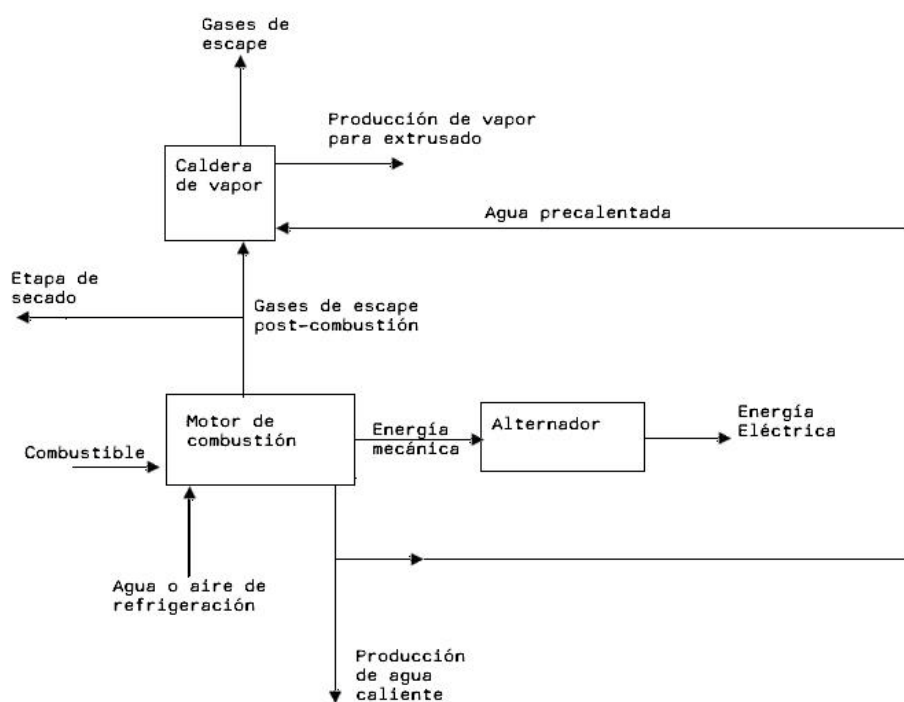 Gases de
escape
Producción de vapor
para extrusado
Caldera
de vapor
Agua precalentada
Etapa de
secado
Gases de escape
post-combustión
Motor de
combustión
Energía
mecánica
Alternador
Energía
Eléctrica
Combustible
Agua o aire de
refrigeración
Producción
de agua
caliente